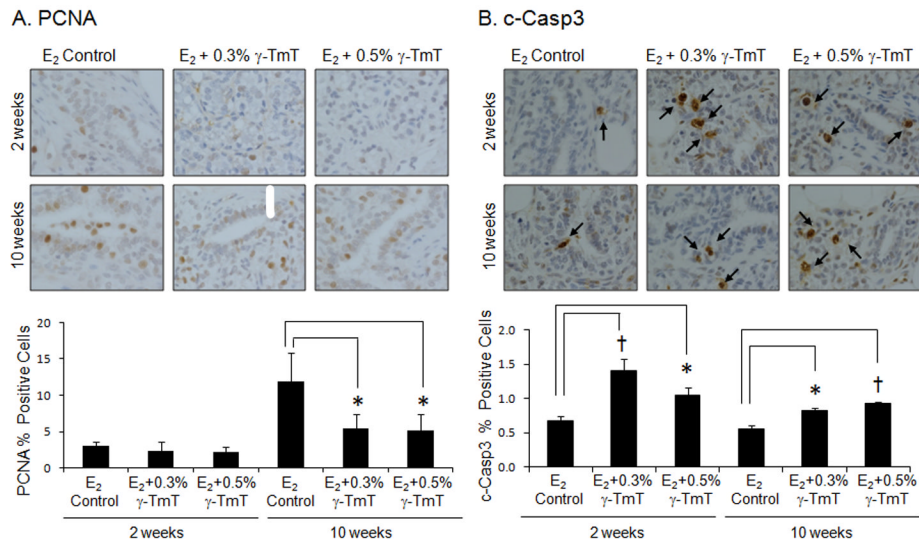 A. PCNA
E₂ Control E₂ + 0.3% γ-TmT E₂ + 0.5% γ-TmT
2 weeks
10 weeks
PCNA % Positive Cells
20
15
10
5
0
* *
E₂ Control E₂+0.3% γ-TmT E₂+0.5% γ-TmT E₂ Control E₂+0.3% γ-TmT E₂+0.5% γ-TmT
2 weeks 10 weeks
B. c-Casp3
E₂ Control E₂ + 0.3% γ-TmT E₂ + 0.5% γ-TmT
2 weeks
10 weeks
c-Casp3 % Positive Cells
2.0
1.5
1.0
0.5
0.0
† * * †
E₂ Control E₂+0.3% γ-TmT E₂+0.5% γ-TmT E₂ Control E₂+0.3% γ-TmT E₂+0.5% γ-TmT
2 weeks 10 weeks